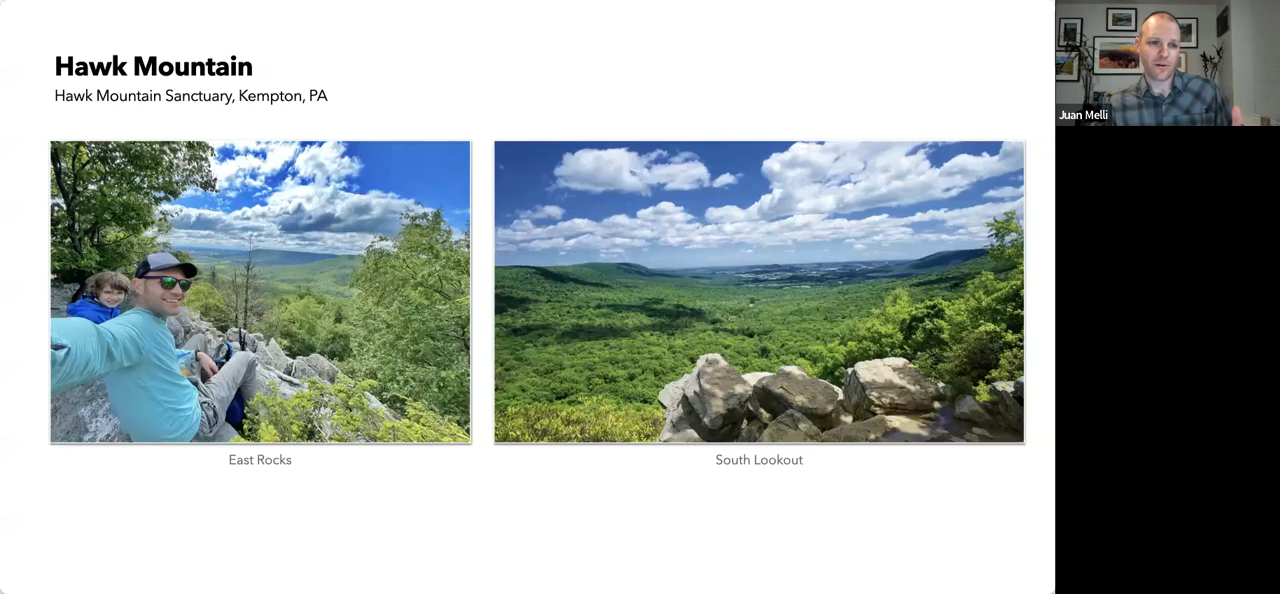 Hawk Mountain
Hawk Mountain Sanctuary, Kempton, PA
Juan Melli
East Rocks
South Lookout